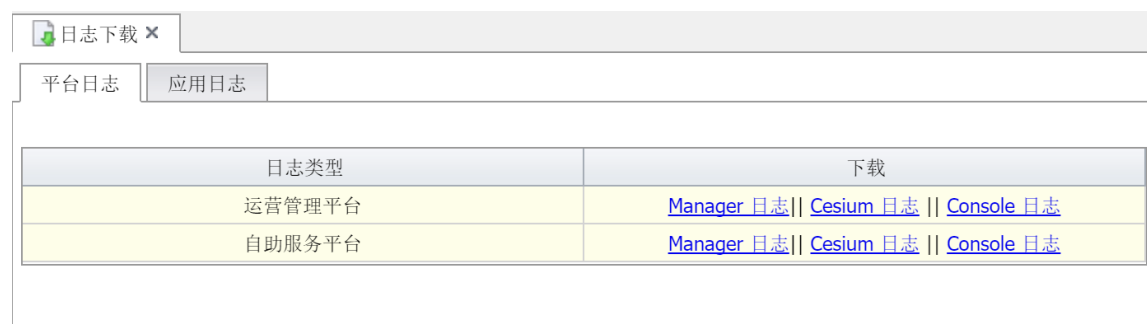 日志下载
平台日志 应用日志
日志类型 下载
运营管理平台 Manager 日志|| Cesium 日志 || Console 日志
自助服务平台 Manager 日志|| Cesium 日志 || Console 日志